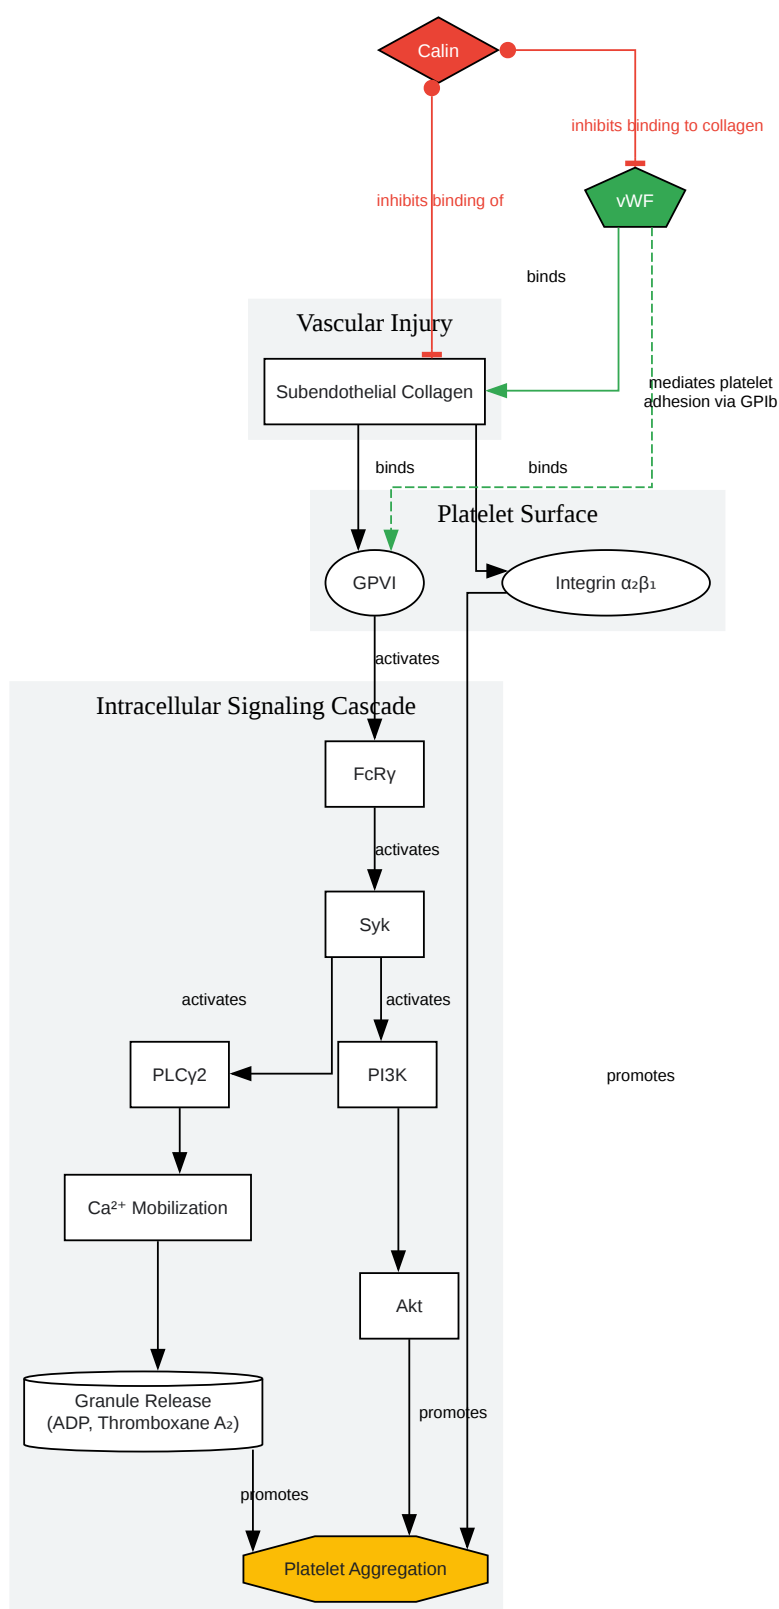 Calin
inhibits binding to collagen
inhibits binding of
vWF
binds
Vascular Injury
Subendothelial Collagen
mediates platelet
adhesion via GPIb
binds
binds
Platelet Surface
GPVI
Integrin α₂β₁
activates
Intracellular Signaling Cascade
FcRγ
activates
Syk
activates
activates
PLCγ2
PI3K
promotes
Ca²⁺ Mobilization
Akt
Granule Release
(ADP, Thromboxane A₂)
promotes
promotes
Platelet Aggregation